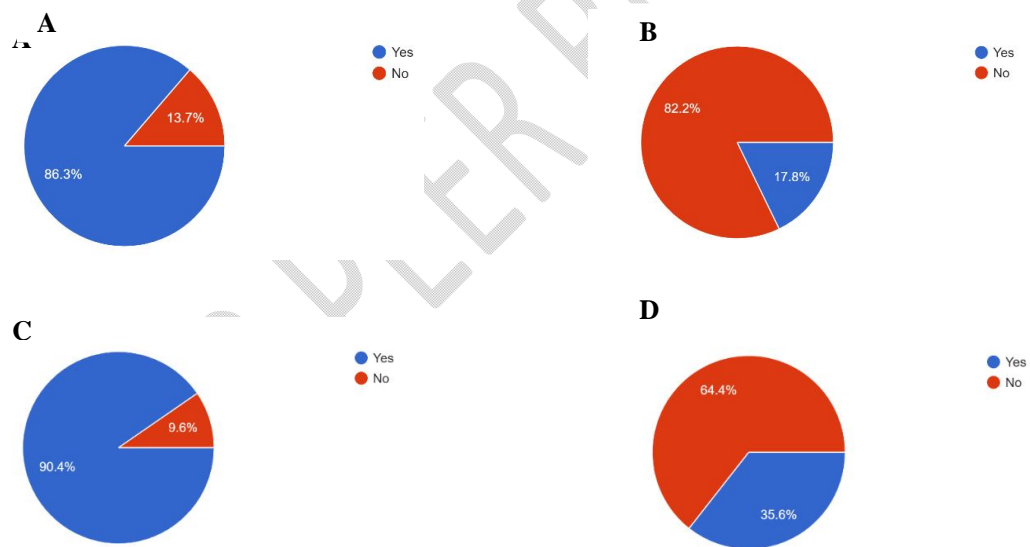 A
Yes
No
13.7%
86.3%
B
Yes
No
82.2%
17.8%
C
Yes
No
9.6%
90.4%
D
Yes
No
64.4%
35.6%